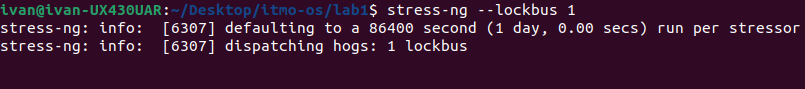 ivan@ivan-UX430UAR:~/Desktop/itmo-os/lab1$ stress-ng --lockbus 1
stress-ng: info:  [6307] defaulting to a 86400 second (1 day, 0.00 secs) run per stressor
stress-ng: info:  [6307] dispatching hogs: 1 lockbus